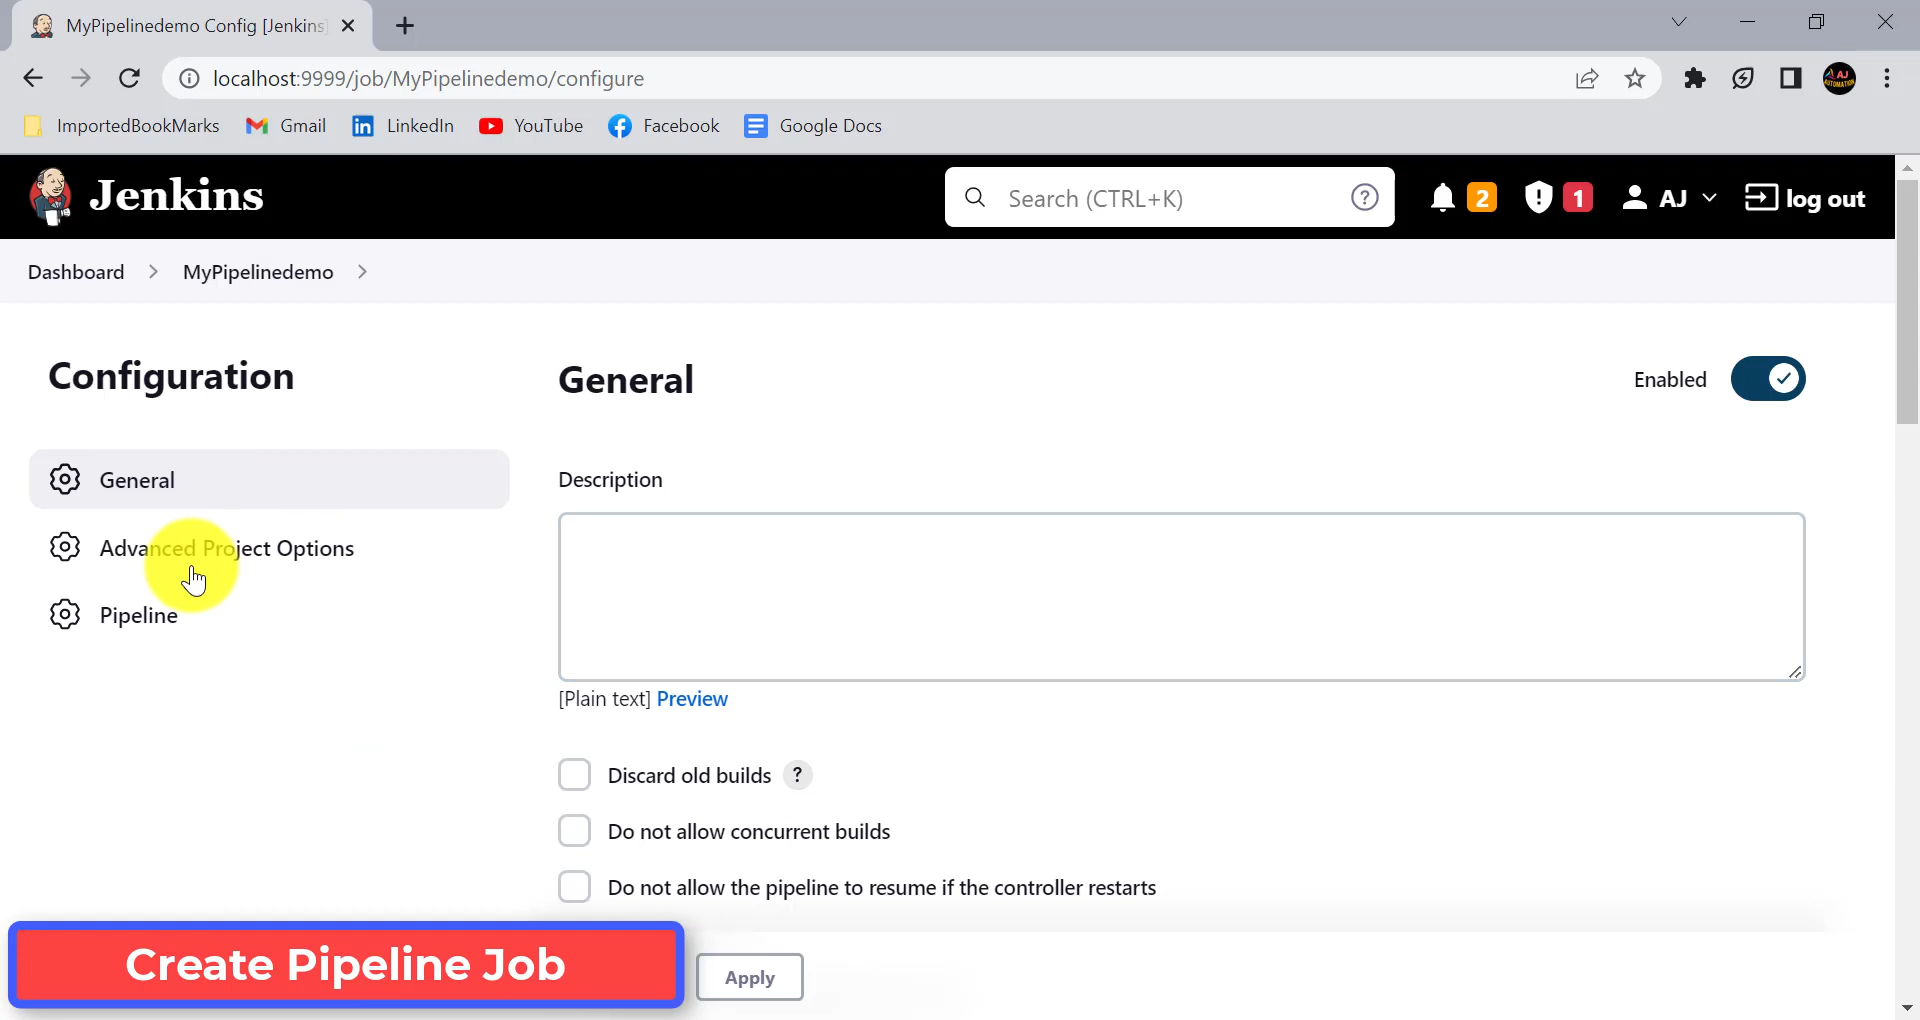 MyPipelinedemo Config [Jenkins
localhost:9999/job/MyPipelinedemo/configure
ImportedBookMarks
Gmail
LinkedIn
YouTube
Facebook
Google Docs
Jenkins
Search (CTRL+K)
?
2
1
AJ
log out
Dashboard
MyPipelinedemo
Configuration
General
Advanced Project Options
Pipeline
General
Enabled
Description
[Plain text] Preview
Discard old builds ?
Do not allow concurrent builds
Do not allow the pipeline to resume if the controller restarts
Create Pipeline Job
Apply